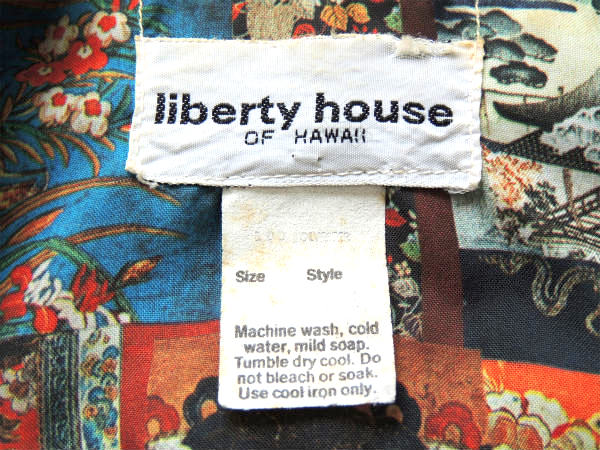 liberty house
OF HAWAII
Size Style
Machine wash, cold
water, mild soap.
Tumble dry cool. Do
not bleach or soak.
Use cool iron only.